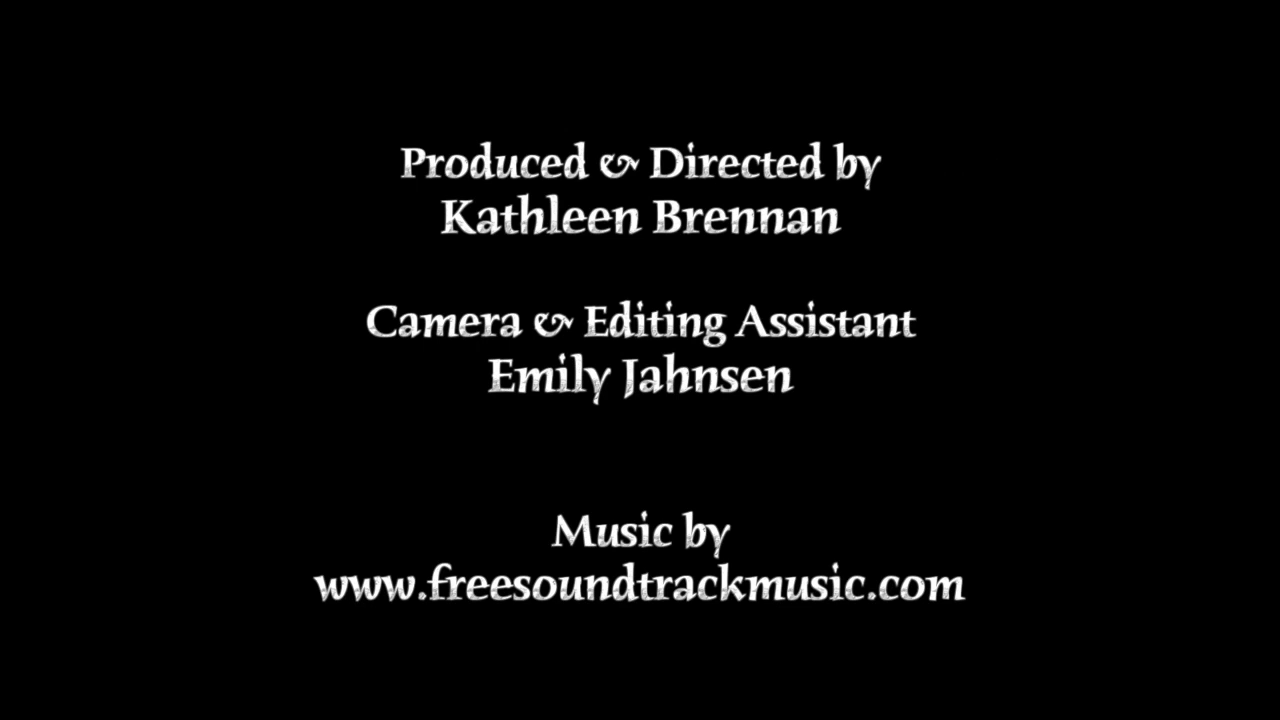 Produced & Directed by
Kathleen Brennan
Camera & Editing Assistant
Emily Jahnsen
Music by
www.freesoundtrackmusic.com